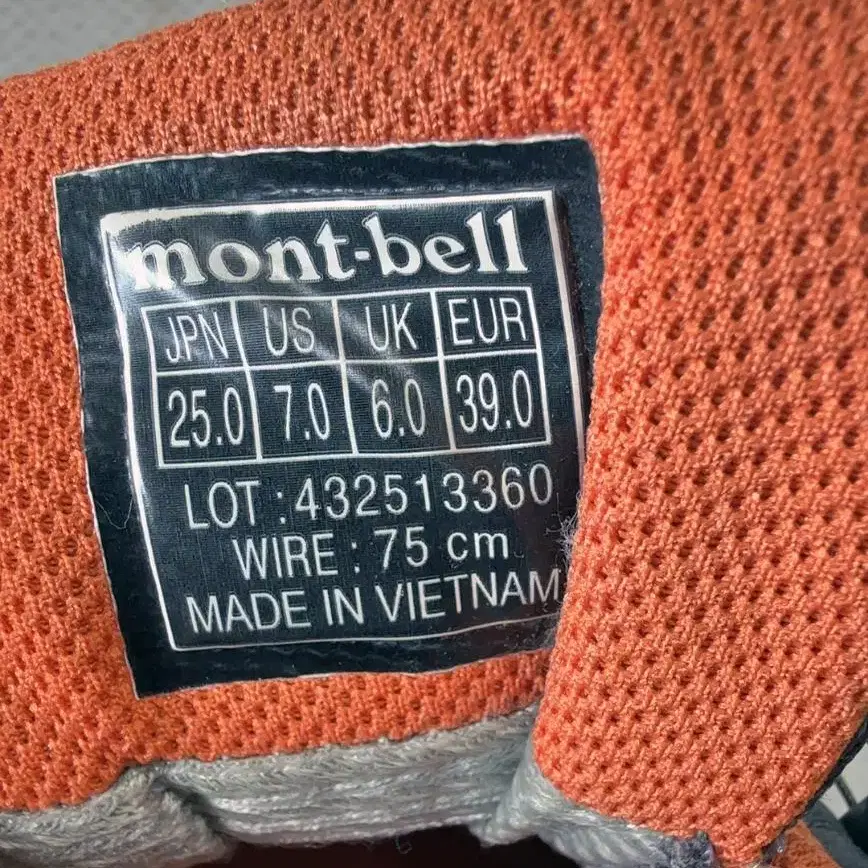 mont-bell
JPN US UK EUR
25.0 7.0 6.0 39.0
LOT : 432513360
WIRE : 75 cm
MADE IN VIETNAM